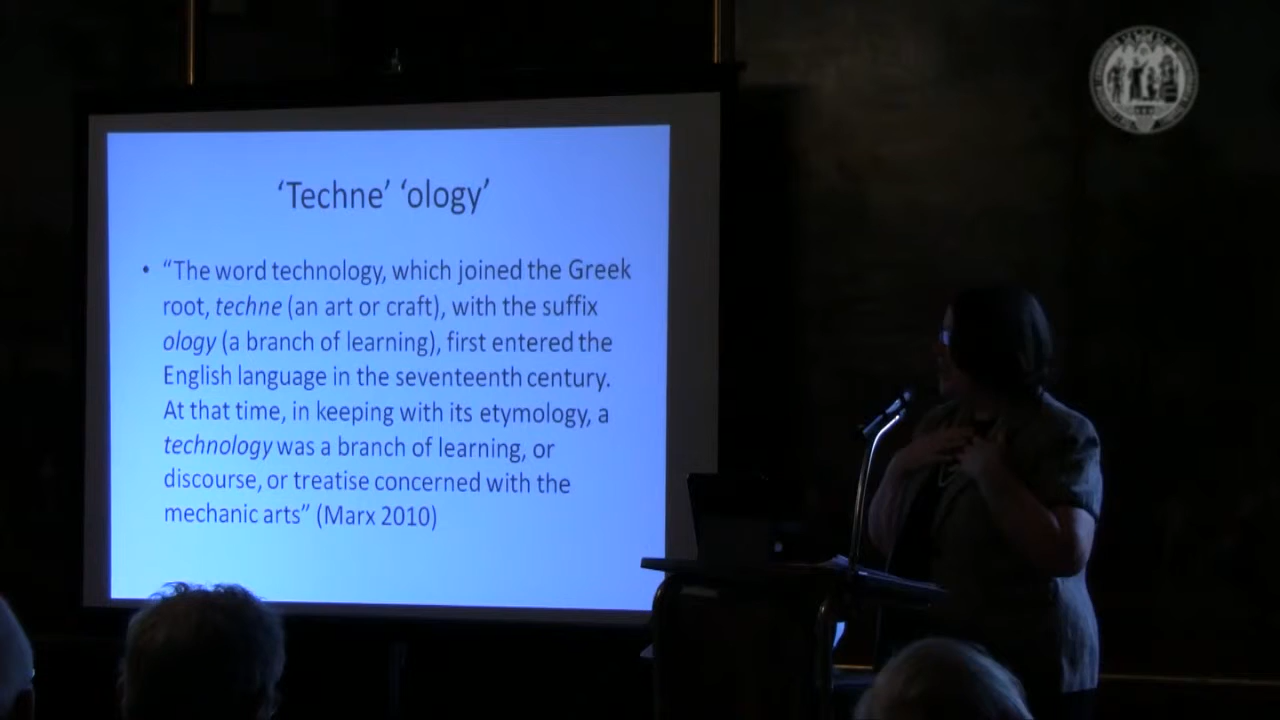 ‘Techne’ ‘ology’
• “The word technology, which joined the Greek
root, techne (an art or craft), with the suffix
ology (a branch of learning), first entered the
English language in the seventeenth century.
At that time, in keeping with its etymology, a
technology was a branch of learning, or
discourse, or treatise concerned with the
mechanic arts” (Marx 2010)